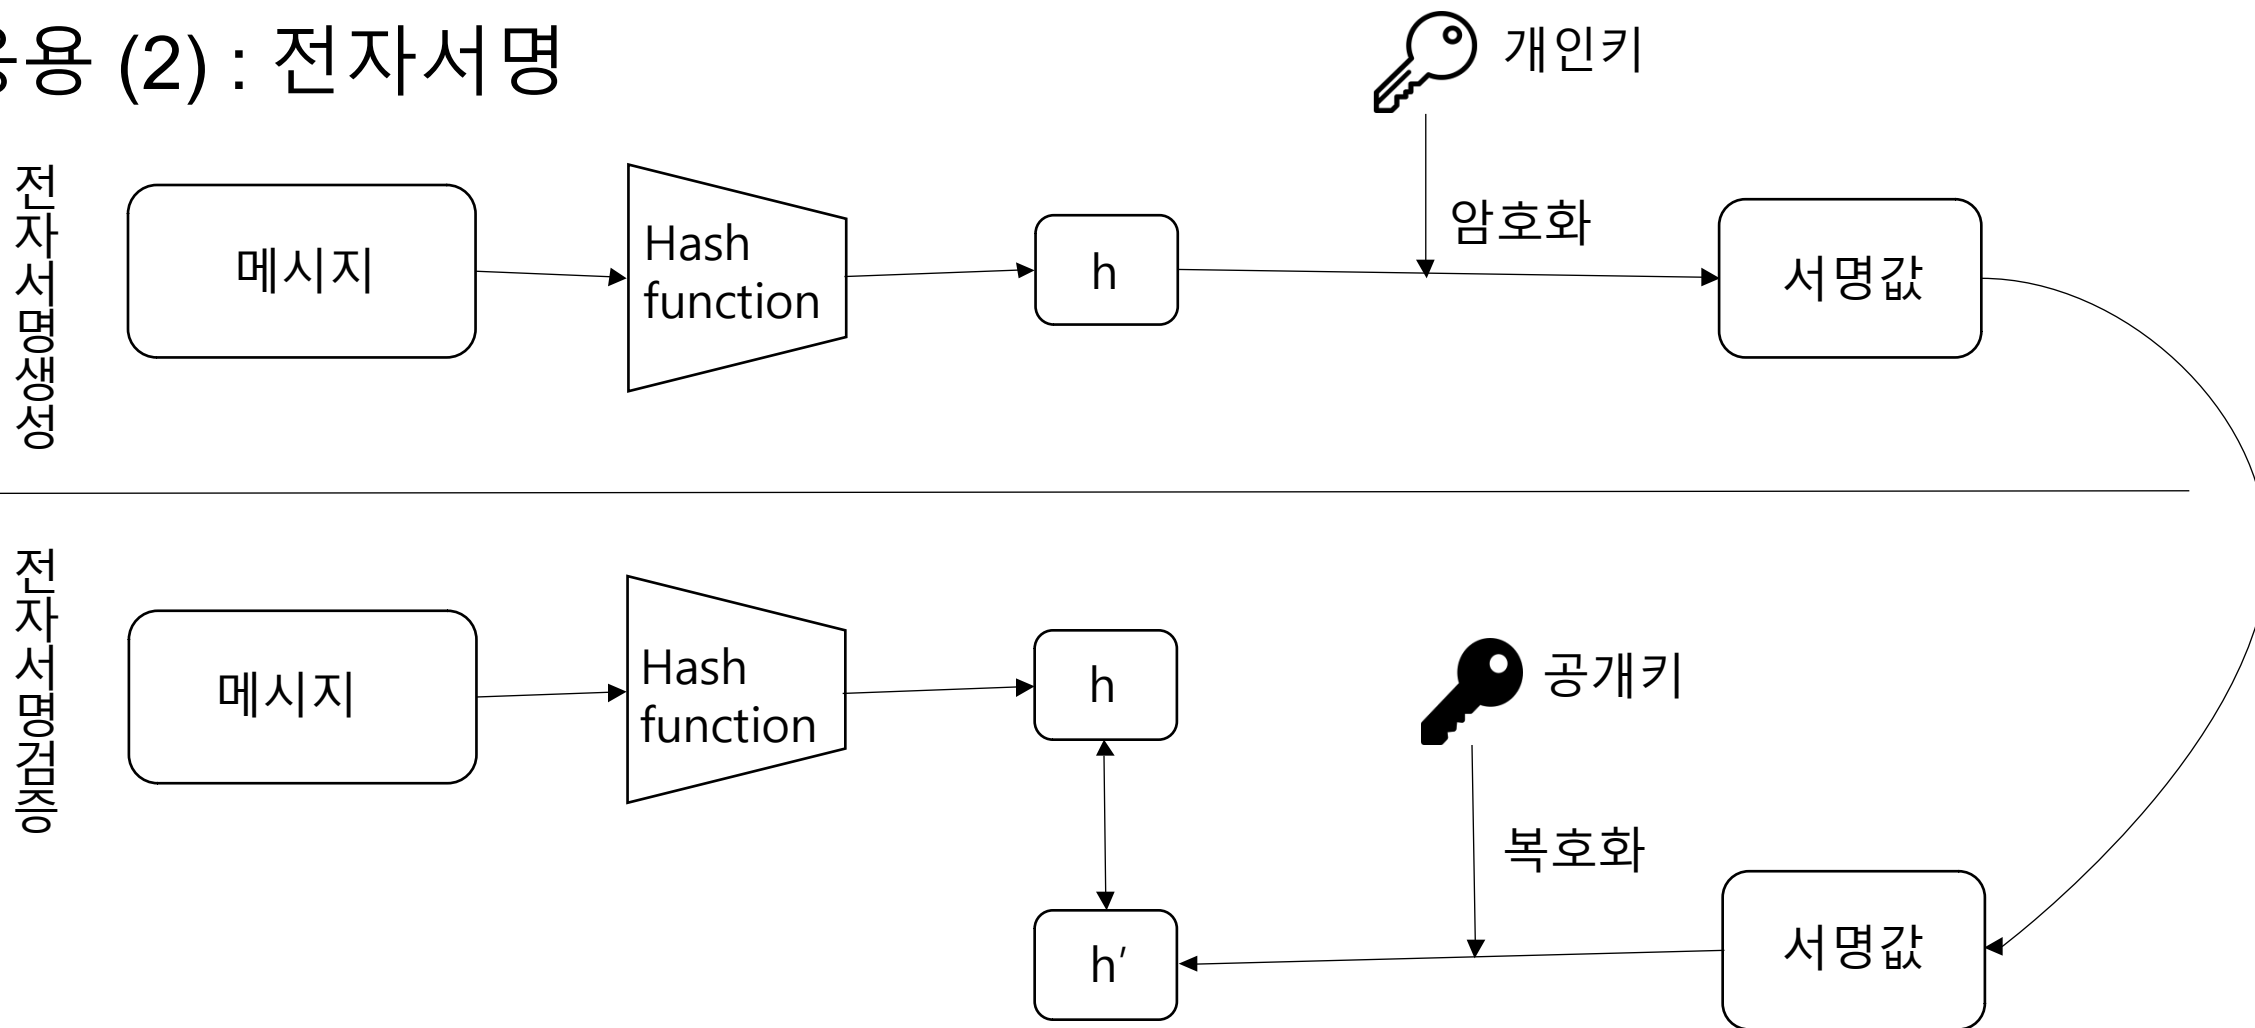 용 (2) : 전자서명
개인키
전자서명생성
메시지
Hash
function
h
암호화
서명값
전자서명검증
메시지
Hash
function
h
공개키
복호화
h′
서명값